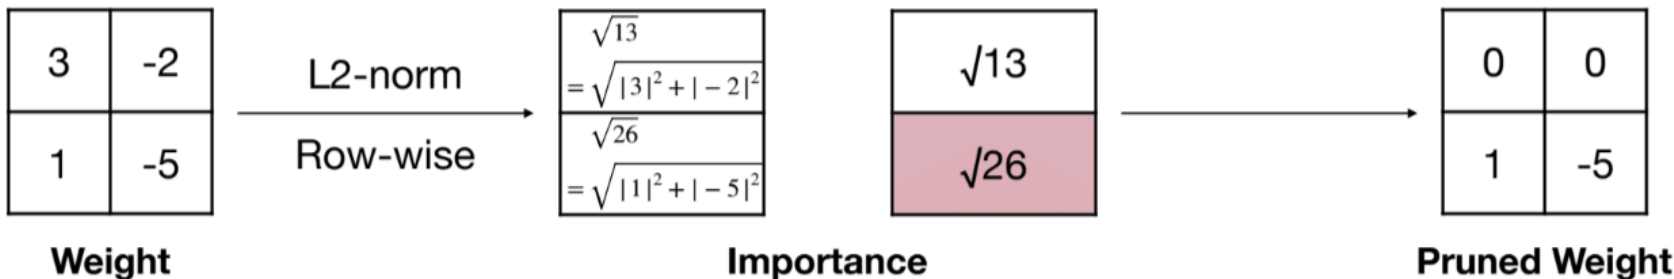 3 -2
1 -5
Weight
L2-norm
Row-wise
√13
= √|3|² + |− 2|²
√26
= √|1|² + |− 5|²
√13
√26
Importance
0 0
1 -5
Pruned Weight